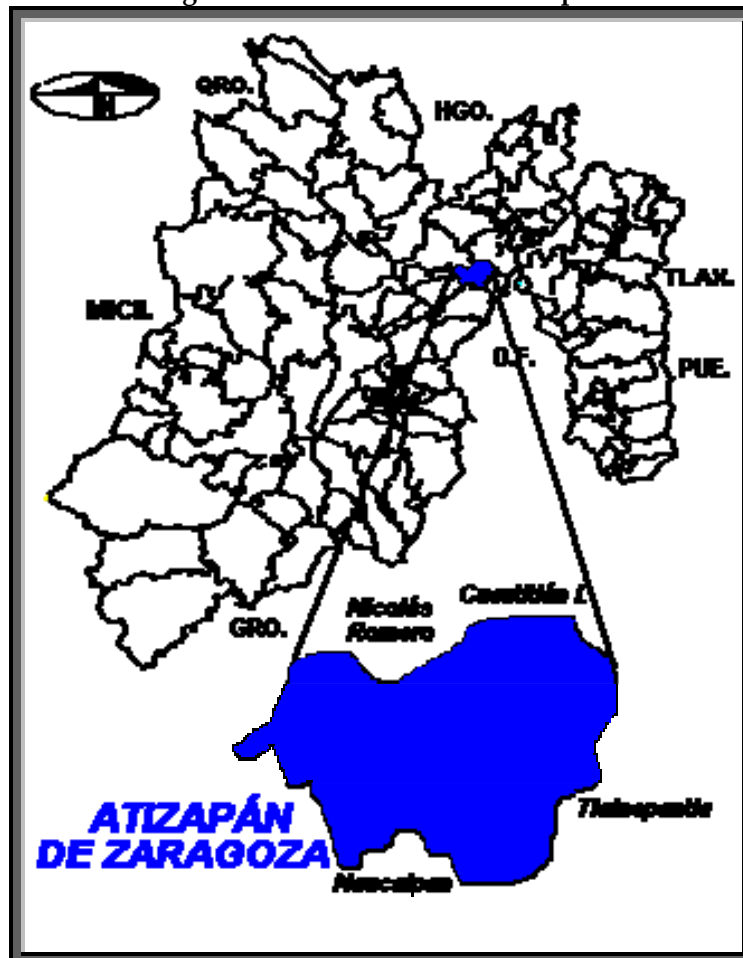 QRO.
HGO.
TLAX.
MICH.
D.F.
PUE.
GRO.
Nicolás
Romero
Cuautitlán I.
Tlalnepantla
ATIZAPÁN
DE ZARAGOZA
Naucalpan